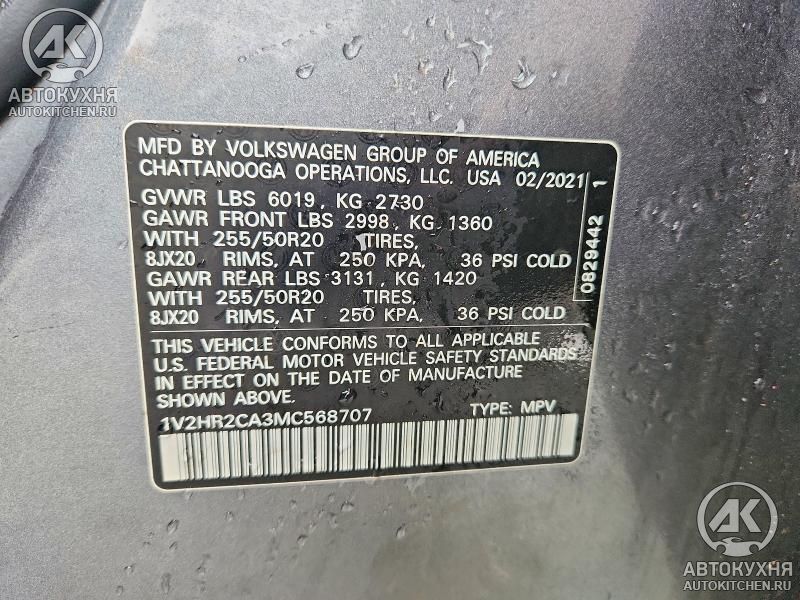 AK
АВТОКУХНЯ
AUTOKITCHEN.RU
MFD BY VOLKSWAGEN GROUP OF AMERICA
CHATTANOOGA OPERATIONS, LLC. USA 02/2021
GVWR LBS 6019, KG 2730
GAWR FRONT LBS 2998, KG 1360
WITH 255/50R20 TIRES,
8JX20 RIMS, AT 250 KPA, 36 PSI COLD
GAWR REAR LBS 3131, KG 1420
WITH 255/50R20 TIRES,
8JX20 RIMS, AT 250 KPA, 36 PSI COLD
0829442 1
THIS VEHICLE CONFORMS TO ALL APPLICABLE
U.S. FEDERAL MOTOR VEHICLE SAFETY STANDARDS
IN EFFECT ON THE DATE OF MANUFACTURE
SHOWN ABOVE.
1V2HR2CA3MC568707 TYPE: MPV
AK
АВТОКУХНЯ
AUTOKITCHEN.RU